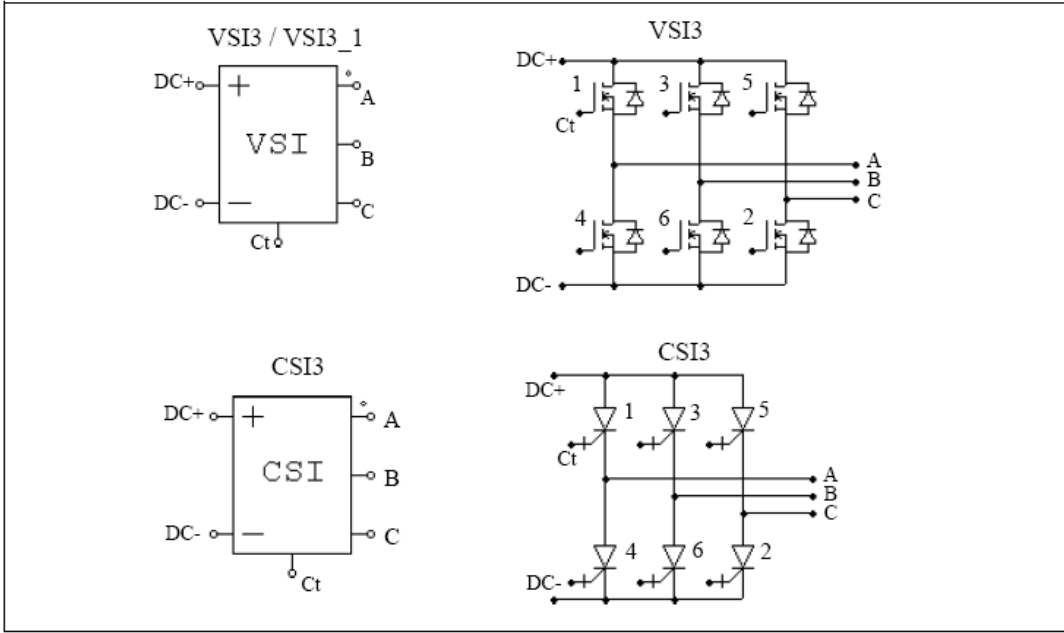 VSI3 / VSI3_1
DC+
+
VSI
A
B
DC-
−
C
Ct
VSI3
DC+
1
3
5
Ct
A
B
C
4
6
2
DC-
CSI3
DC+
+
CSI
A
B
DC-
−
C
Ct
CSI3
DC+
1
3
5
Ct
A
B
C
4
6
2
DC-